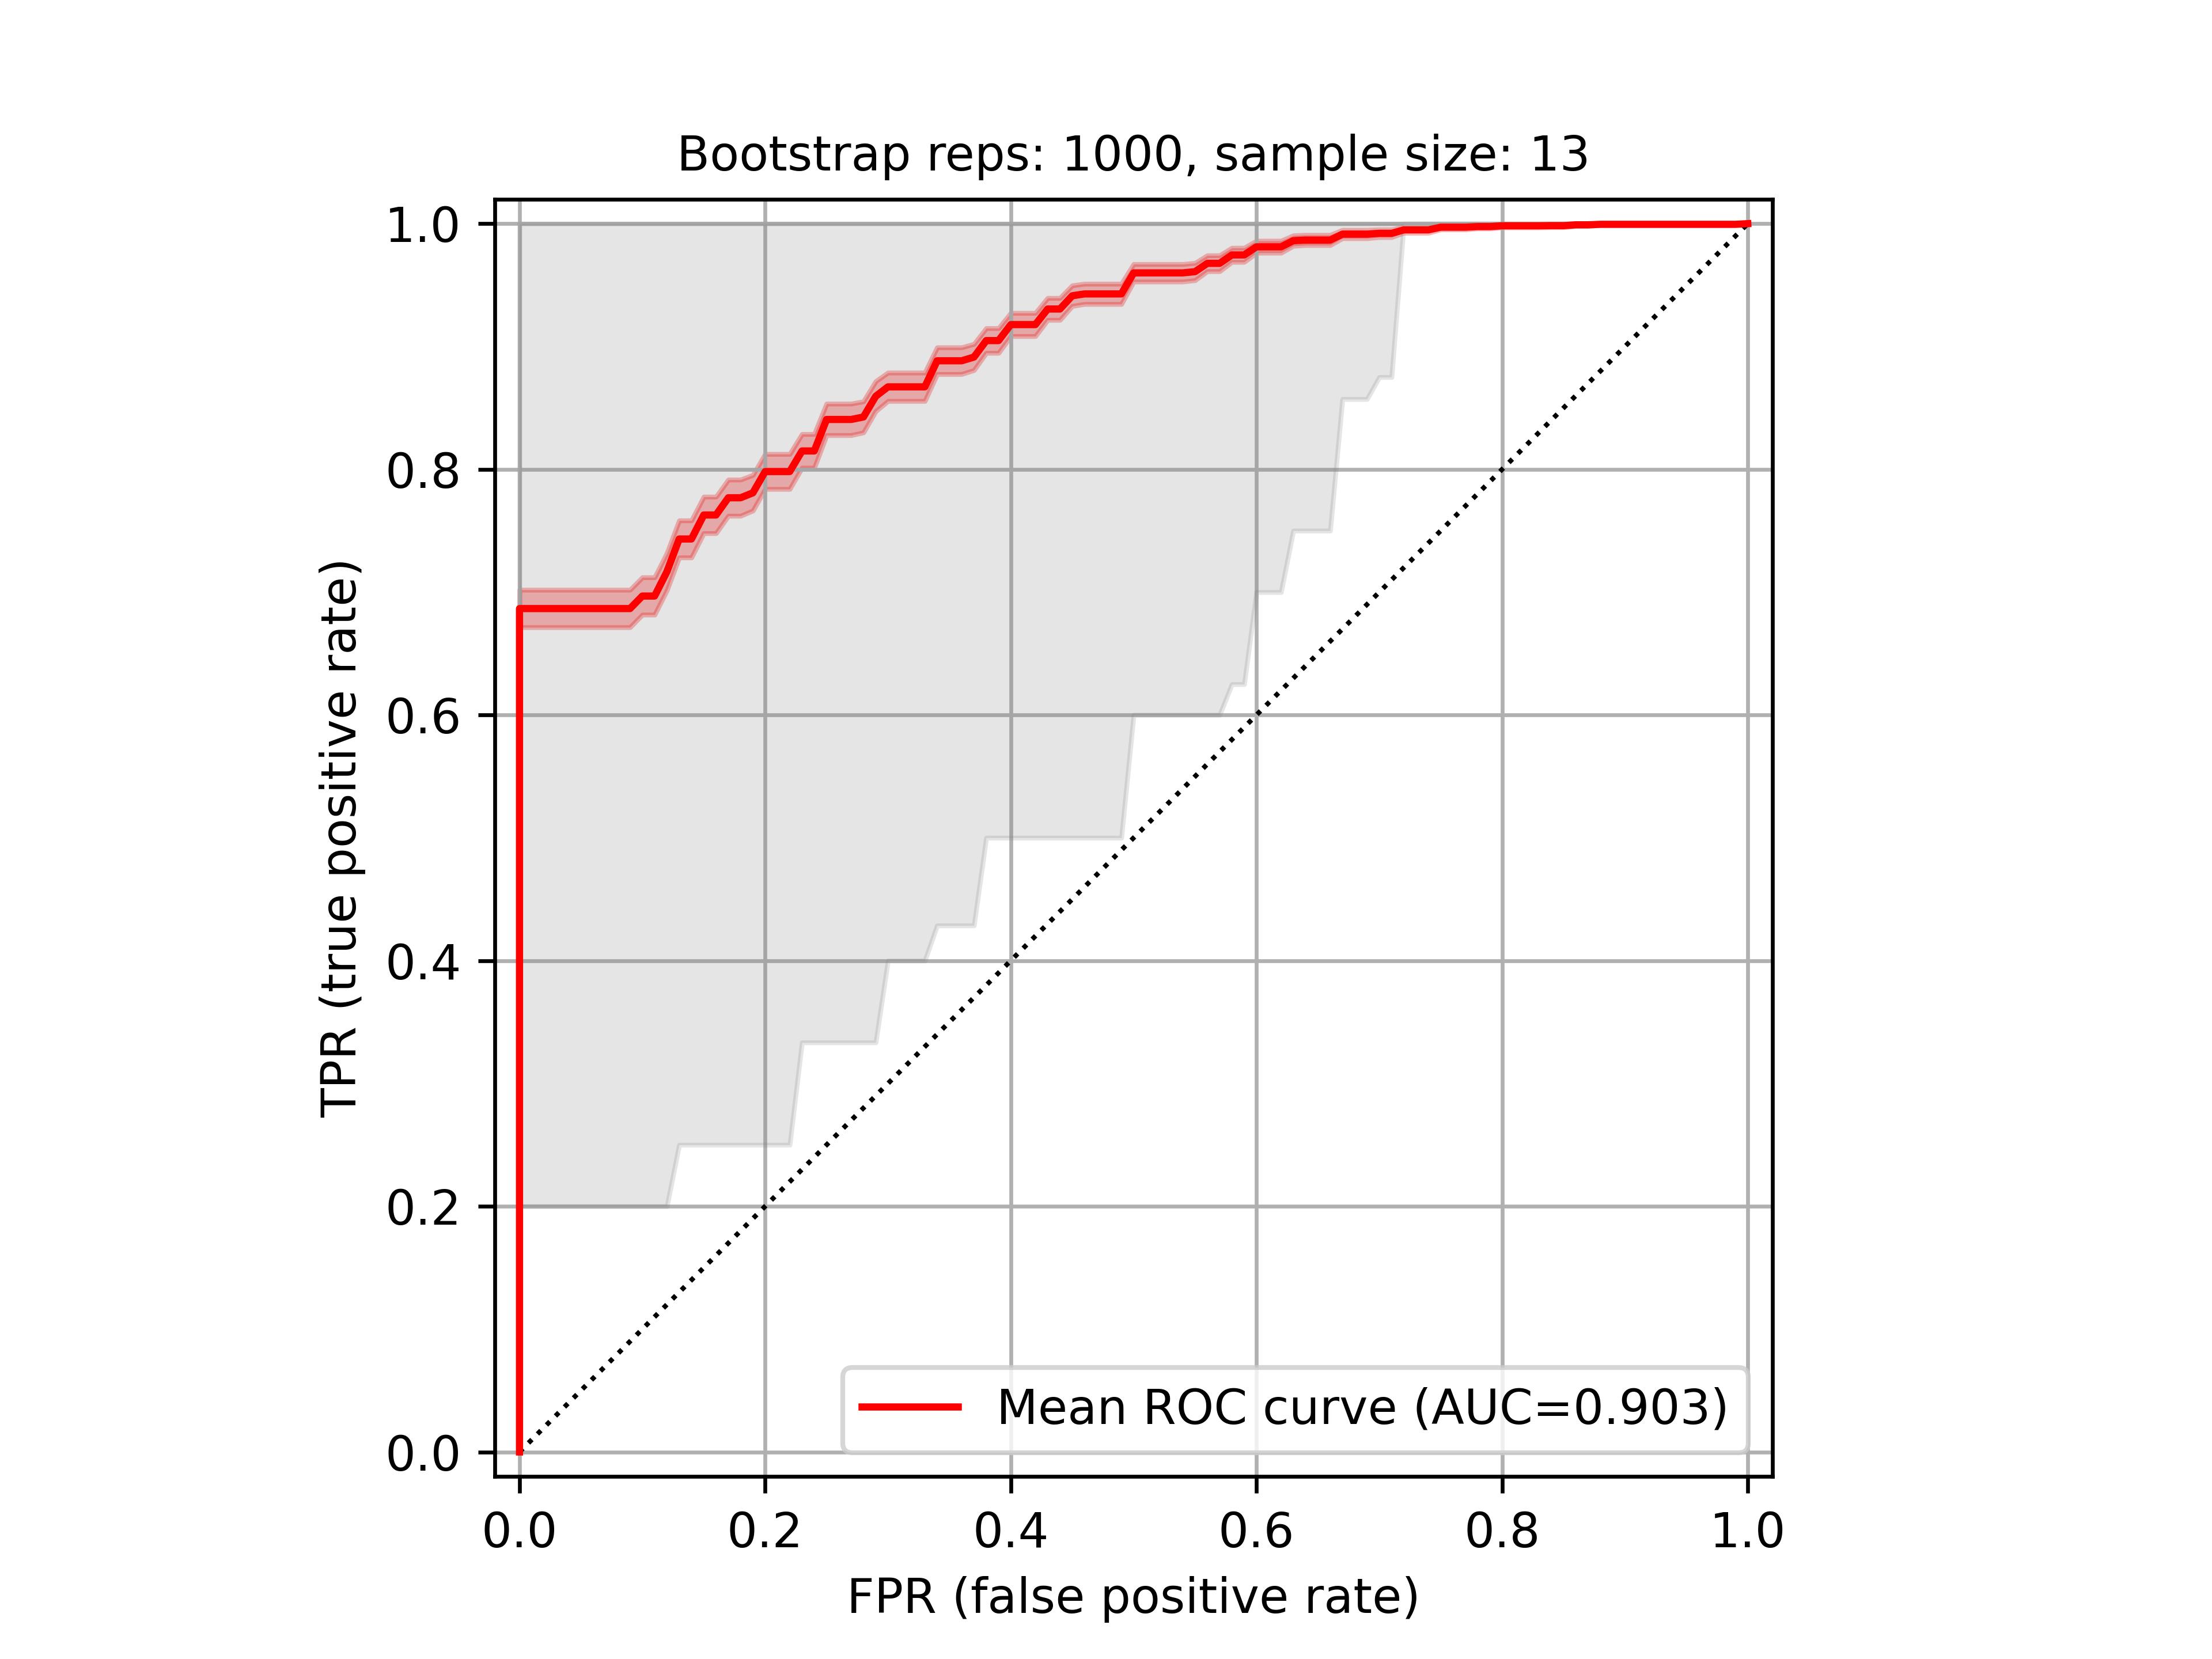 Bootstrap reps: 1000, sample size: 13
1.0
0.8
0.6
0.4
0.2
0.0
TPR (true positive rate)
Mean ROC curve (AUC=0.903)
0.0 0.2 0.4 0.6 0.8 1.0
FPR (false positive rate)